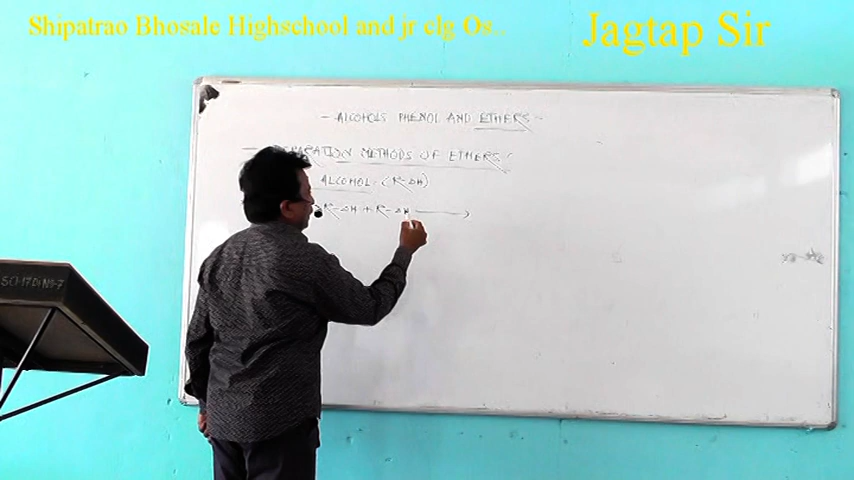 Shipatrao Bhosale Highschool and jr clg Os..
Jagtap Sir
- ALCOHOLS PHENOL AND ETHERS -
METHODS OF ETHERS
ALCOHOL (R-OH)
R-OH + R-OH ⟶